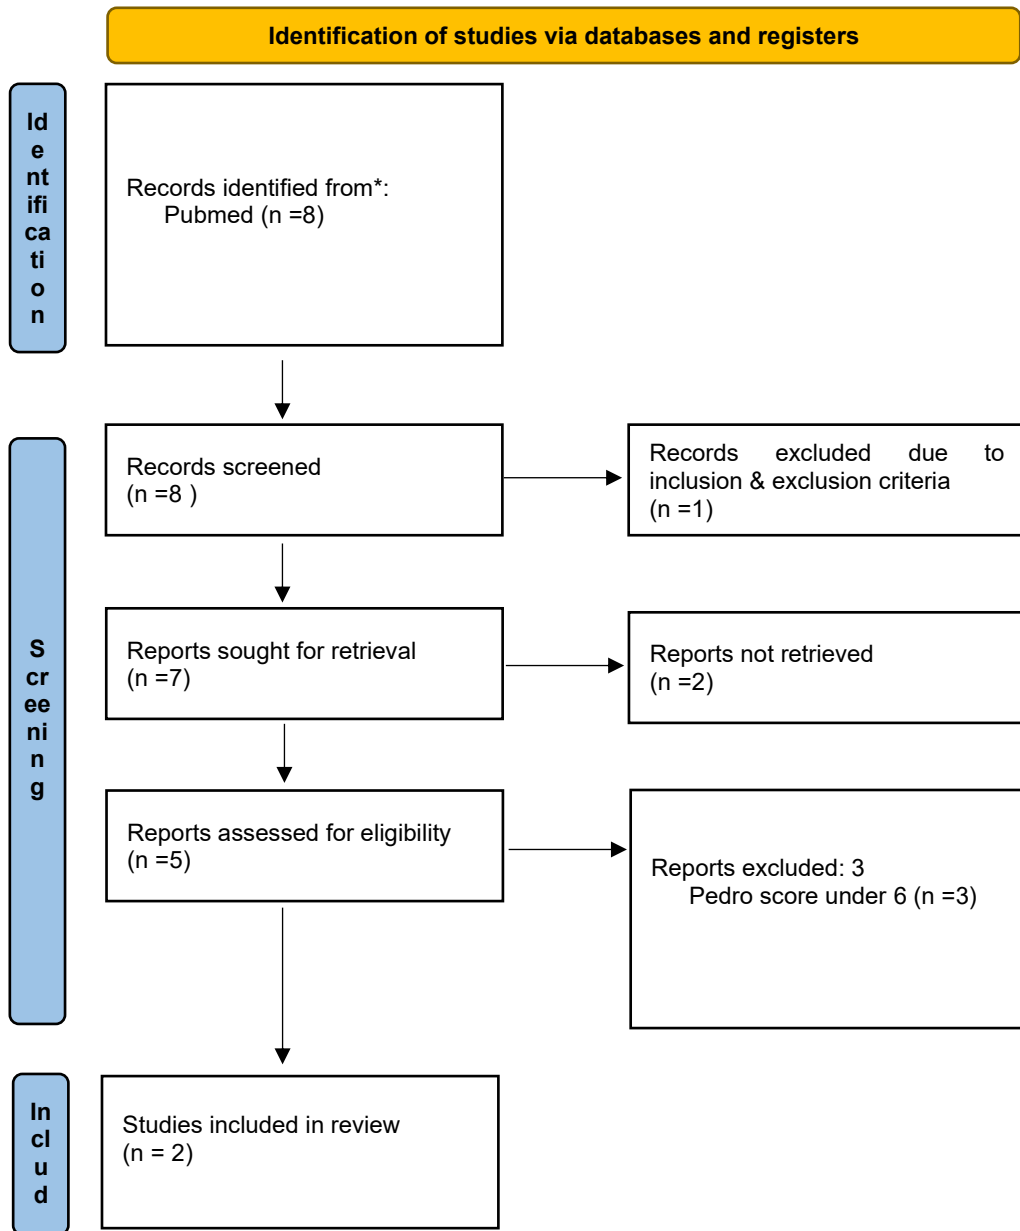 Identification of studies via databases and registers
Id
e
nt
ifi
ca
ti
o
n
Records identified from*:
Pubmed (n =8)
S
cr
ee
ni
n
g
Records screened
(n =8 )
Records excluded due to
inclusion & exclusion criteria
(n =1)
Reports sought for retrieval
(n =7)
Reports not retrieved
(n =2)
Reports assessed for eligibility
(n =5)
Reports excluded: 3
Pedro score under 6 (n =3)
In
cl
u
d
Studies included in review
(n = 2)